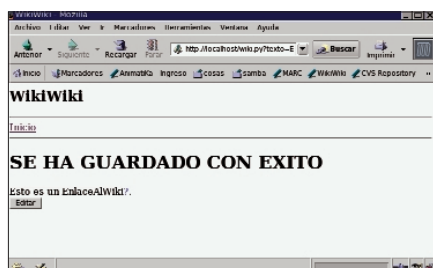 WikiWiki - Mozilla
Archivo Editar Ver Ir Marcadores Herramientas Ventana Ayuda
Anterior Siguiente Recargar Parar http://localhost/wiki.py?texto=E Buscar Imprimir
Inicio Marcadores AnimatiKa Ingreso cosas samba MARC WikiWiki CVS Repository
WikiWiki
Inicio
SE HA GUARDADO CON EXITO
Esto es un EnlaceAlWiki?.
Editar